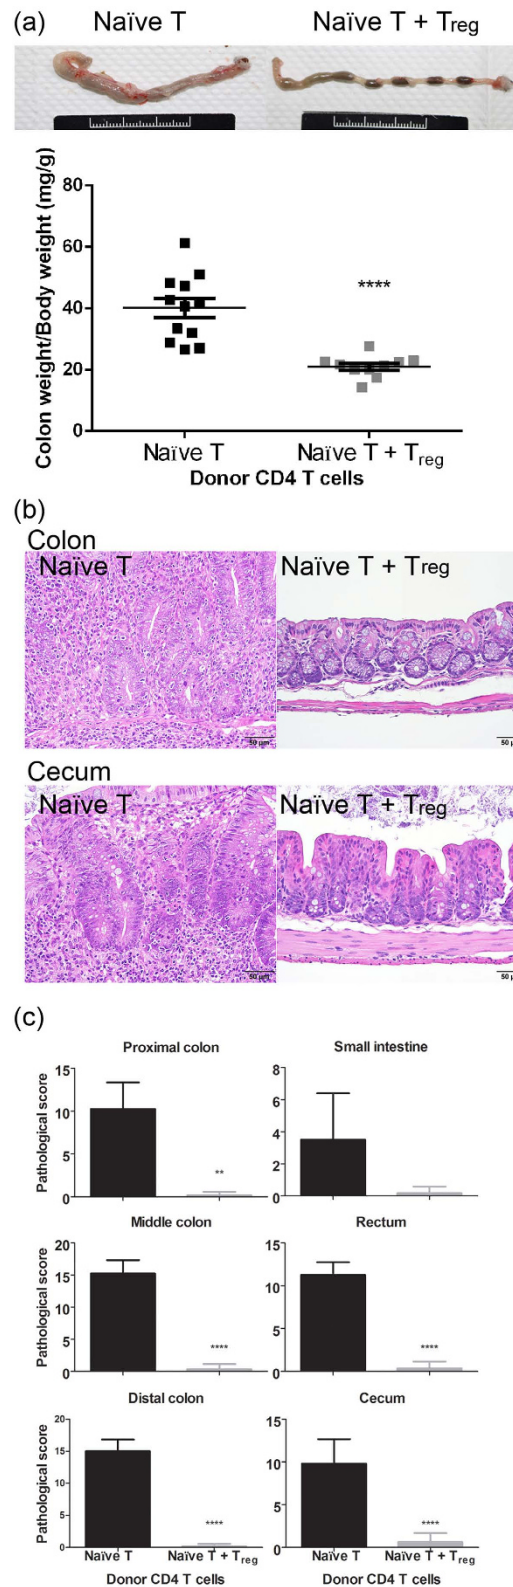 (a)
Naïve T
Naïve T + Treg
Colon weight/Body weight (mg/g)
80
60
40
20
0
****
Naïve T
Naïve T + Treg
Donor CD4 T cells
(b)
Colon
Naïve T
Naïve T + Treg
50 µm
Cecum
Naïve T
Naïve T + Treg
50 µm
(c)
Proximal colon
Pathological score
15
10
5
0
**
Small intestine
8
6
4
2
0
Middle colon
Pathological score
20
15
10
5
0
****
Rectum
15
10
5
0
****
Distal colon
Pathological score
20
15
10
5
0
****
Naïve T
Naïve T + Treg
Cecum
15
10
5
0
****
Naïve T
Naïve T + Treg
Donor CD4 T cells